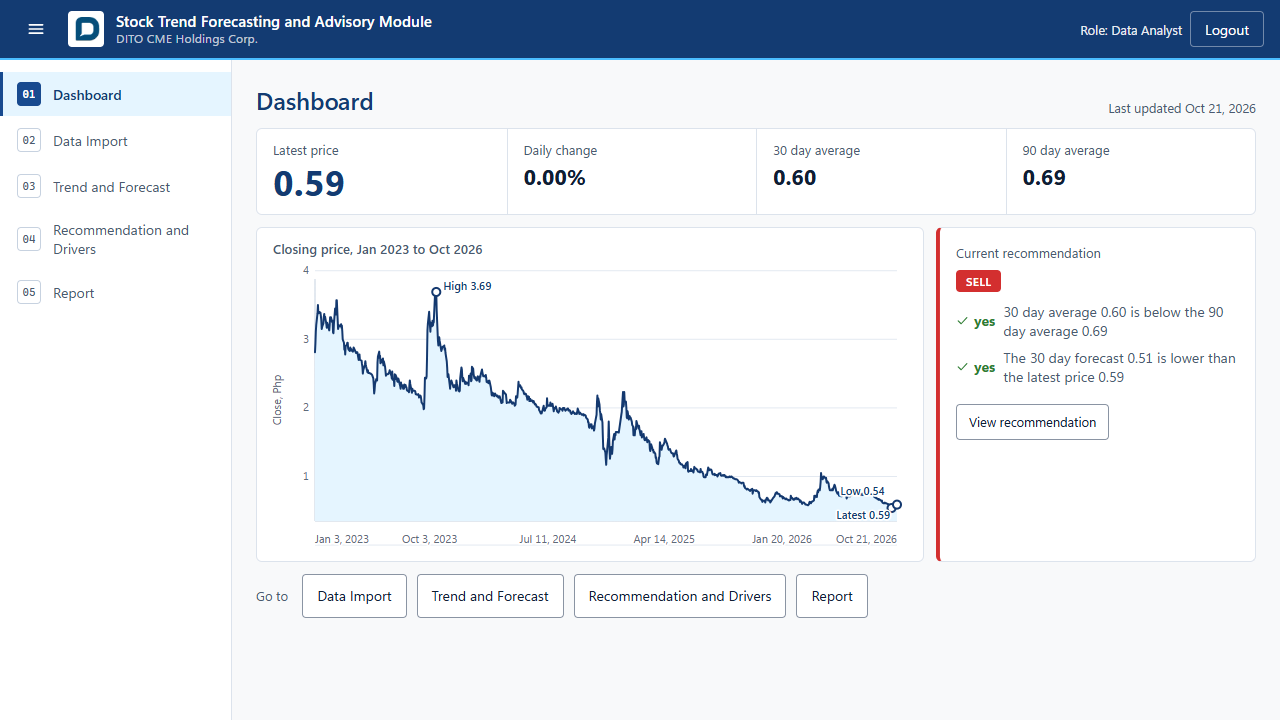 Stock Trend Forecasting and Advisory Module
DITO CME Holdings Corp.
Role: Data Analyst
Logout
01 Dashboard
02 Data Import
03 Trend and Forecast
04 Recommendation and
Drivers
05 Report
Dashboard
Last updated Oct 21, 2026
Latest price
0.59
Daily change
0.00%
30 day average
0.60
90 day average
0.69
Closing price, Jan 2023 to Oct 2026
4
3
2
1
Close, Php
High 3.69
Low 0.54
Latest 0.59
Jan 3, 2023
Oct 3, 2023
Jul 11, 2024
Apr 14, 2025
Jan 20, 2026
Oct 21, 2026
Current recommendation
SELL
yes
30 day average 0.60 is below the 90
day average 0.69
yes
The 30 day forecast 0.51 is lower than
the latest price 0.59
View recommendation
Go to
Data Import
Trend and Forecast
Recommendation and Drivers
Report